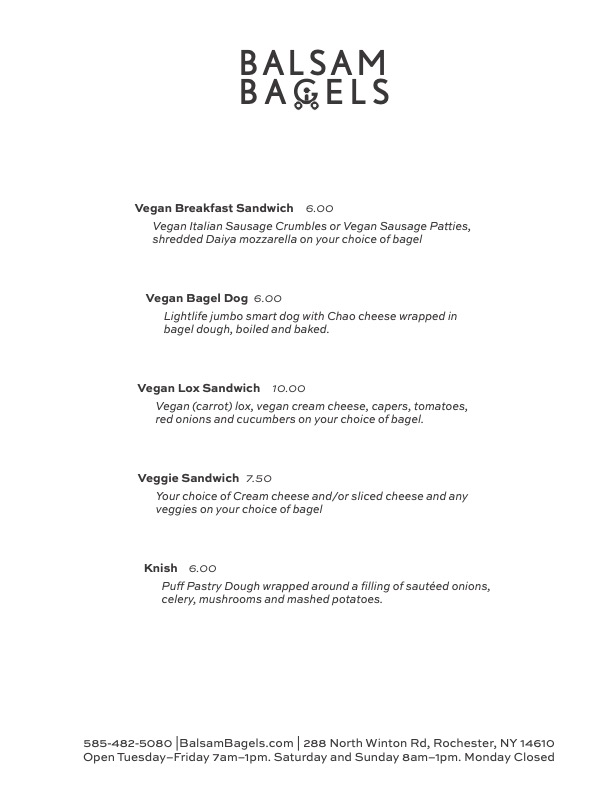 BALSAM
BAGELS
Vegan Breakfast Sandwich 6.00
Vegan Italian Sausage Crumbles or Vegan Sausage Patties,
shredded Daiya mozzarella on your choice of bagel
Vegan Bagel Dog 6.00
Lightlife jumbo smart dog with Chao cheese wrapped in
bagel dough, boiled and baked.
Vegan Lox Sandwich 10.00
Vegan (carrot) lox, vegan cream cheese, capers, tomatoes,
red onions and cucumbers on your choice of bagel.
Veggie Sandwich 7.50
Your choice of Cream cheese and/or sliced cheese and any
veggies on your choice of bagel
Knish 6.00
Puff Pastry Dough wrapped around a filling of sautéed onions,
celery, mushrooms and mashed potatoes.
585-482-5080 |BalsamBagels.com | 288 North Winton Rd, Rochester, NY 14610
Open Tuesday–Friday 7am–1pm. Saturday and Sunday 8am–1pm. Monday Closed